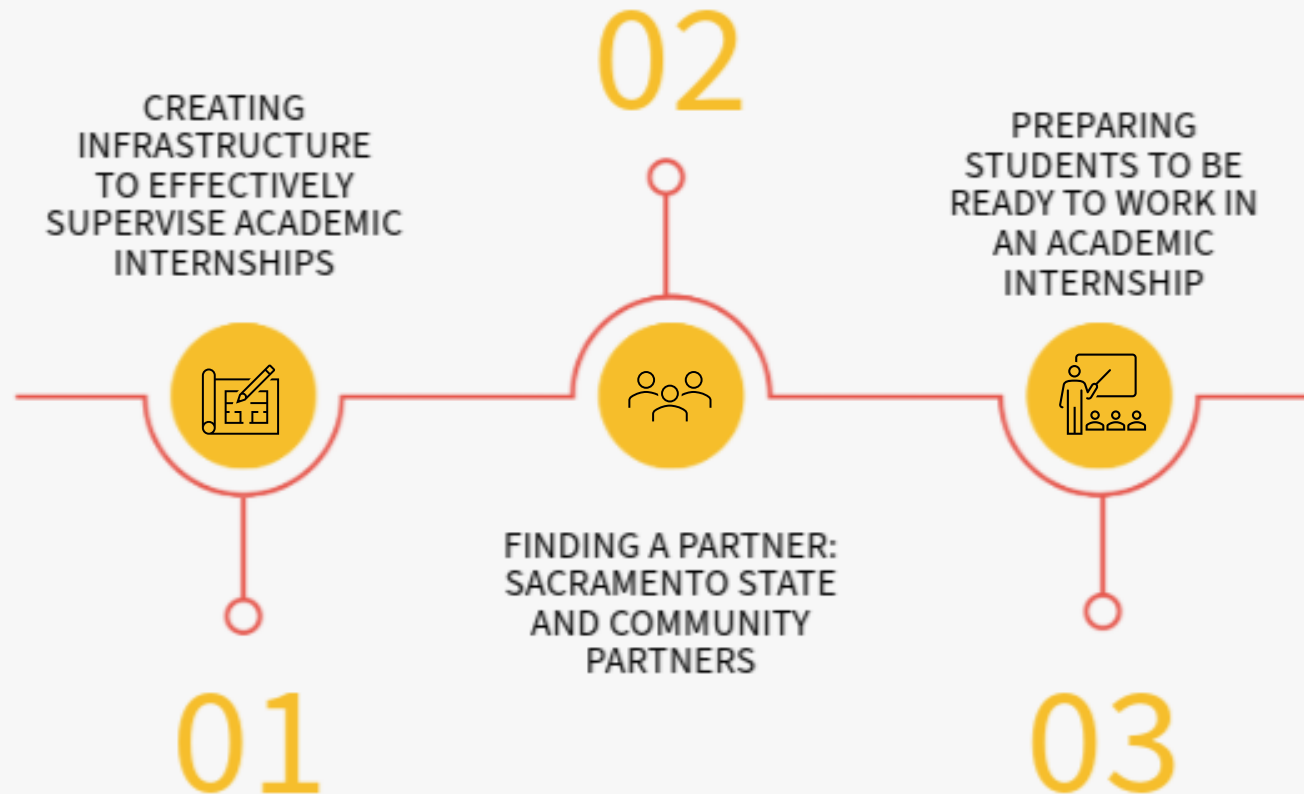 CREATING
INFRASTRUCTURE
TO EFFECTIVELY
SUPERVISE ACADEMIC
INTERNSHIPS
01
02
FINDING A PARTNER:
SACRAMENTO STATE
AND COMMUNITY
PARTNERS
PREPARING
STUDENTS TO BE
READY TO WORK IN
AN ACADEMIC
INTERNSHIP
03